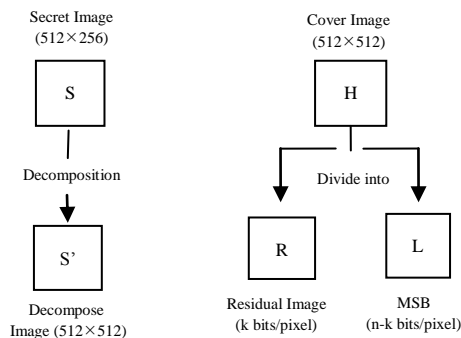 Secret Image
(512×256)
S
Decomposition
S’
Decompose
Image (512×512)
Cover Image
(512×512)
H
Divide into
R
L
Residual Image
(k bits/pixel)
MSB
(n-k bits/pixel)